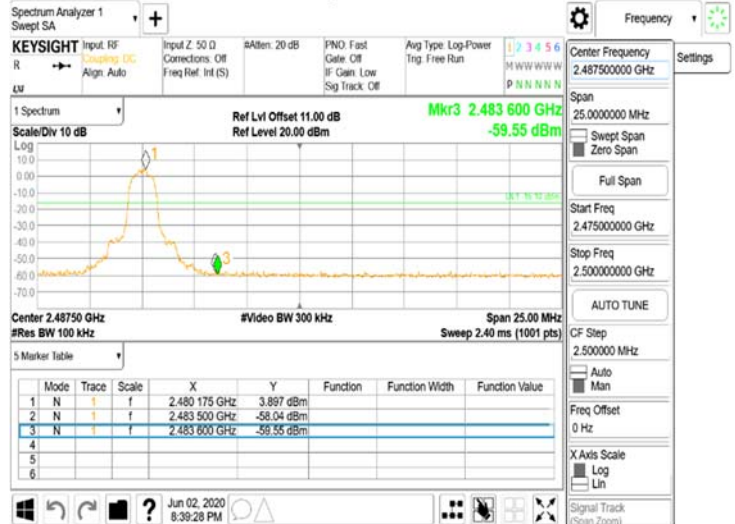 Spectrum Analyzer 1
Swept SA
Frequency
KEYSIGHT
R
Input: RF
Coupling: DC
Align: Auto
Input Z: 50 Ω
Corrections: Off
Freq Ref: Int (S)
#Atten: 20 dB
PNO: Fast
Gate: Off
IF Gain: Low
Sig Track: Off
Avg Type: Log-Power
Trig: Free Run
1 2 3 4 5 6
M W W W W W
P N N N N N
Center Frequency
2.487500000 GHz
Settings
Span
25.0000000 MHz
Swept Span
Zero Span
Full Span
Start Freq
2.475000000 GHz
Stop Freq
2.500000000 GHz
AUTO TUNE
CF Step
2.500000 MHz
Auto
Man
Freq Offset
0 Hz
X Axis Scale
Log
Lin
Signal Track
(Span Zoom)
1 Spectrum
Scale/Div 10 dB
Ref Lvl Offset 11.00 dB
Ref Level 20.00 dBm
Mkr3 2.483 600 GHz
-59.55 dBm
Log
10.0
0.00
-10.0
-20.0
-30.0
-40.0
-50.0
-60.0
-70.0
1
3
Center 2.48750 GHz
#Video BW 300 kHz
Span 25.00 MHz
#Res BW 100 kHz
Sweep 2.40 ms (1001 pts)
5 Marker Table
Mode Trace Scale X Y Function Function Width Function Value
1 N 1 f 2.480 175 GHz 3.897 dBm
2 N 1 f 2.483 500 GHz -58.04 dBm
3 N 1 f 2.483 600 GHz -59.55 dBm
4
5
6
?
Jun 02, 2020
8:39:28 PM